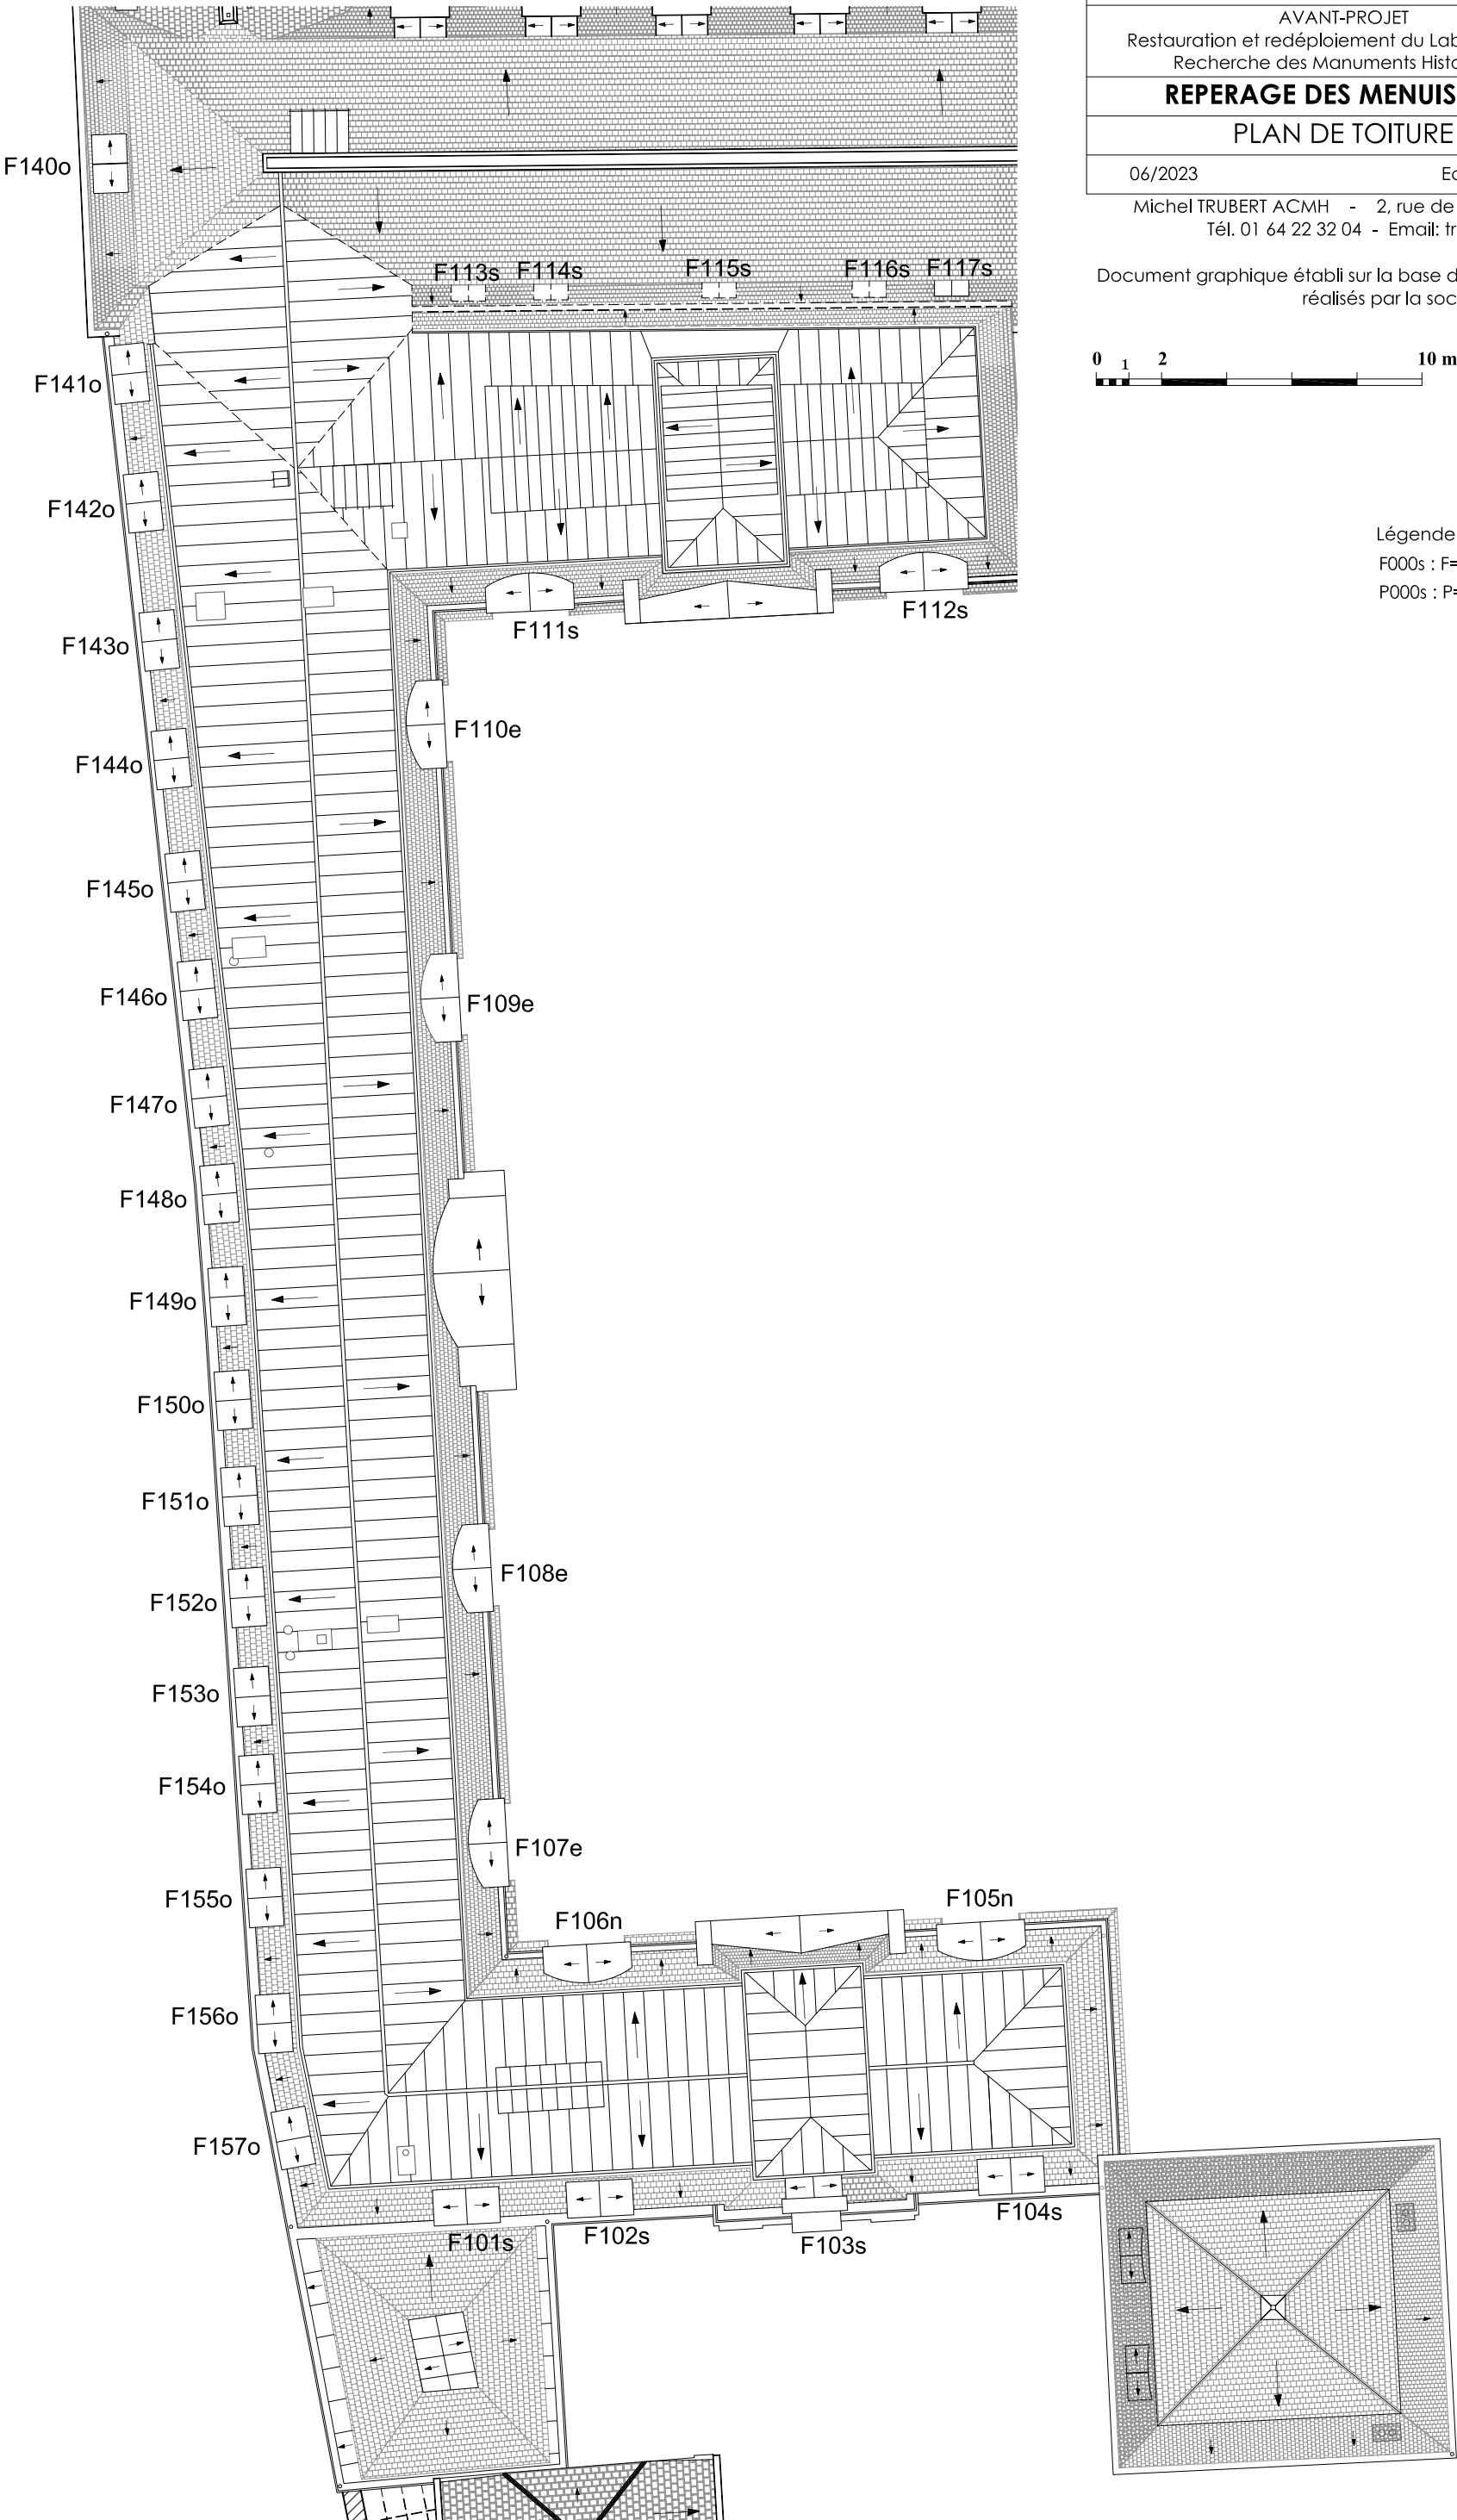 AVANT-PROJET
Restauration et redéploiement du Lab
Recherche des Manuments Histo
REPERAGE DES MENUIS
PLAN DE TOITURE
06/2023
Michel TRUBERT ACMH - 2, rue de
Tél. 01 64 22 32 04 - Email: tr
Document graphique établi sur la base d
réalisés par la soc
0 1 2 10 m
Légende
F000s : F=
P000s : P=
F140o
F113s F114s F115s F116s F117s
F141o
F142o
F111s
F112s
F143o
F110e
F144o
F145o
F146o
F109e
F147o
F148o
F149o
F150o
F151o
F108e
F152o
F153o
F154o
F107e
F155o
F106n
F105n
F156o
F157o
F101s
F102s
F103s
F104s